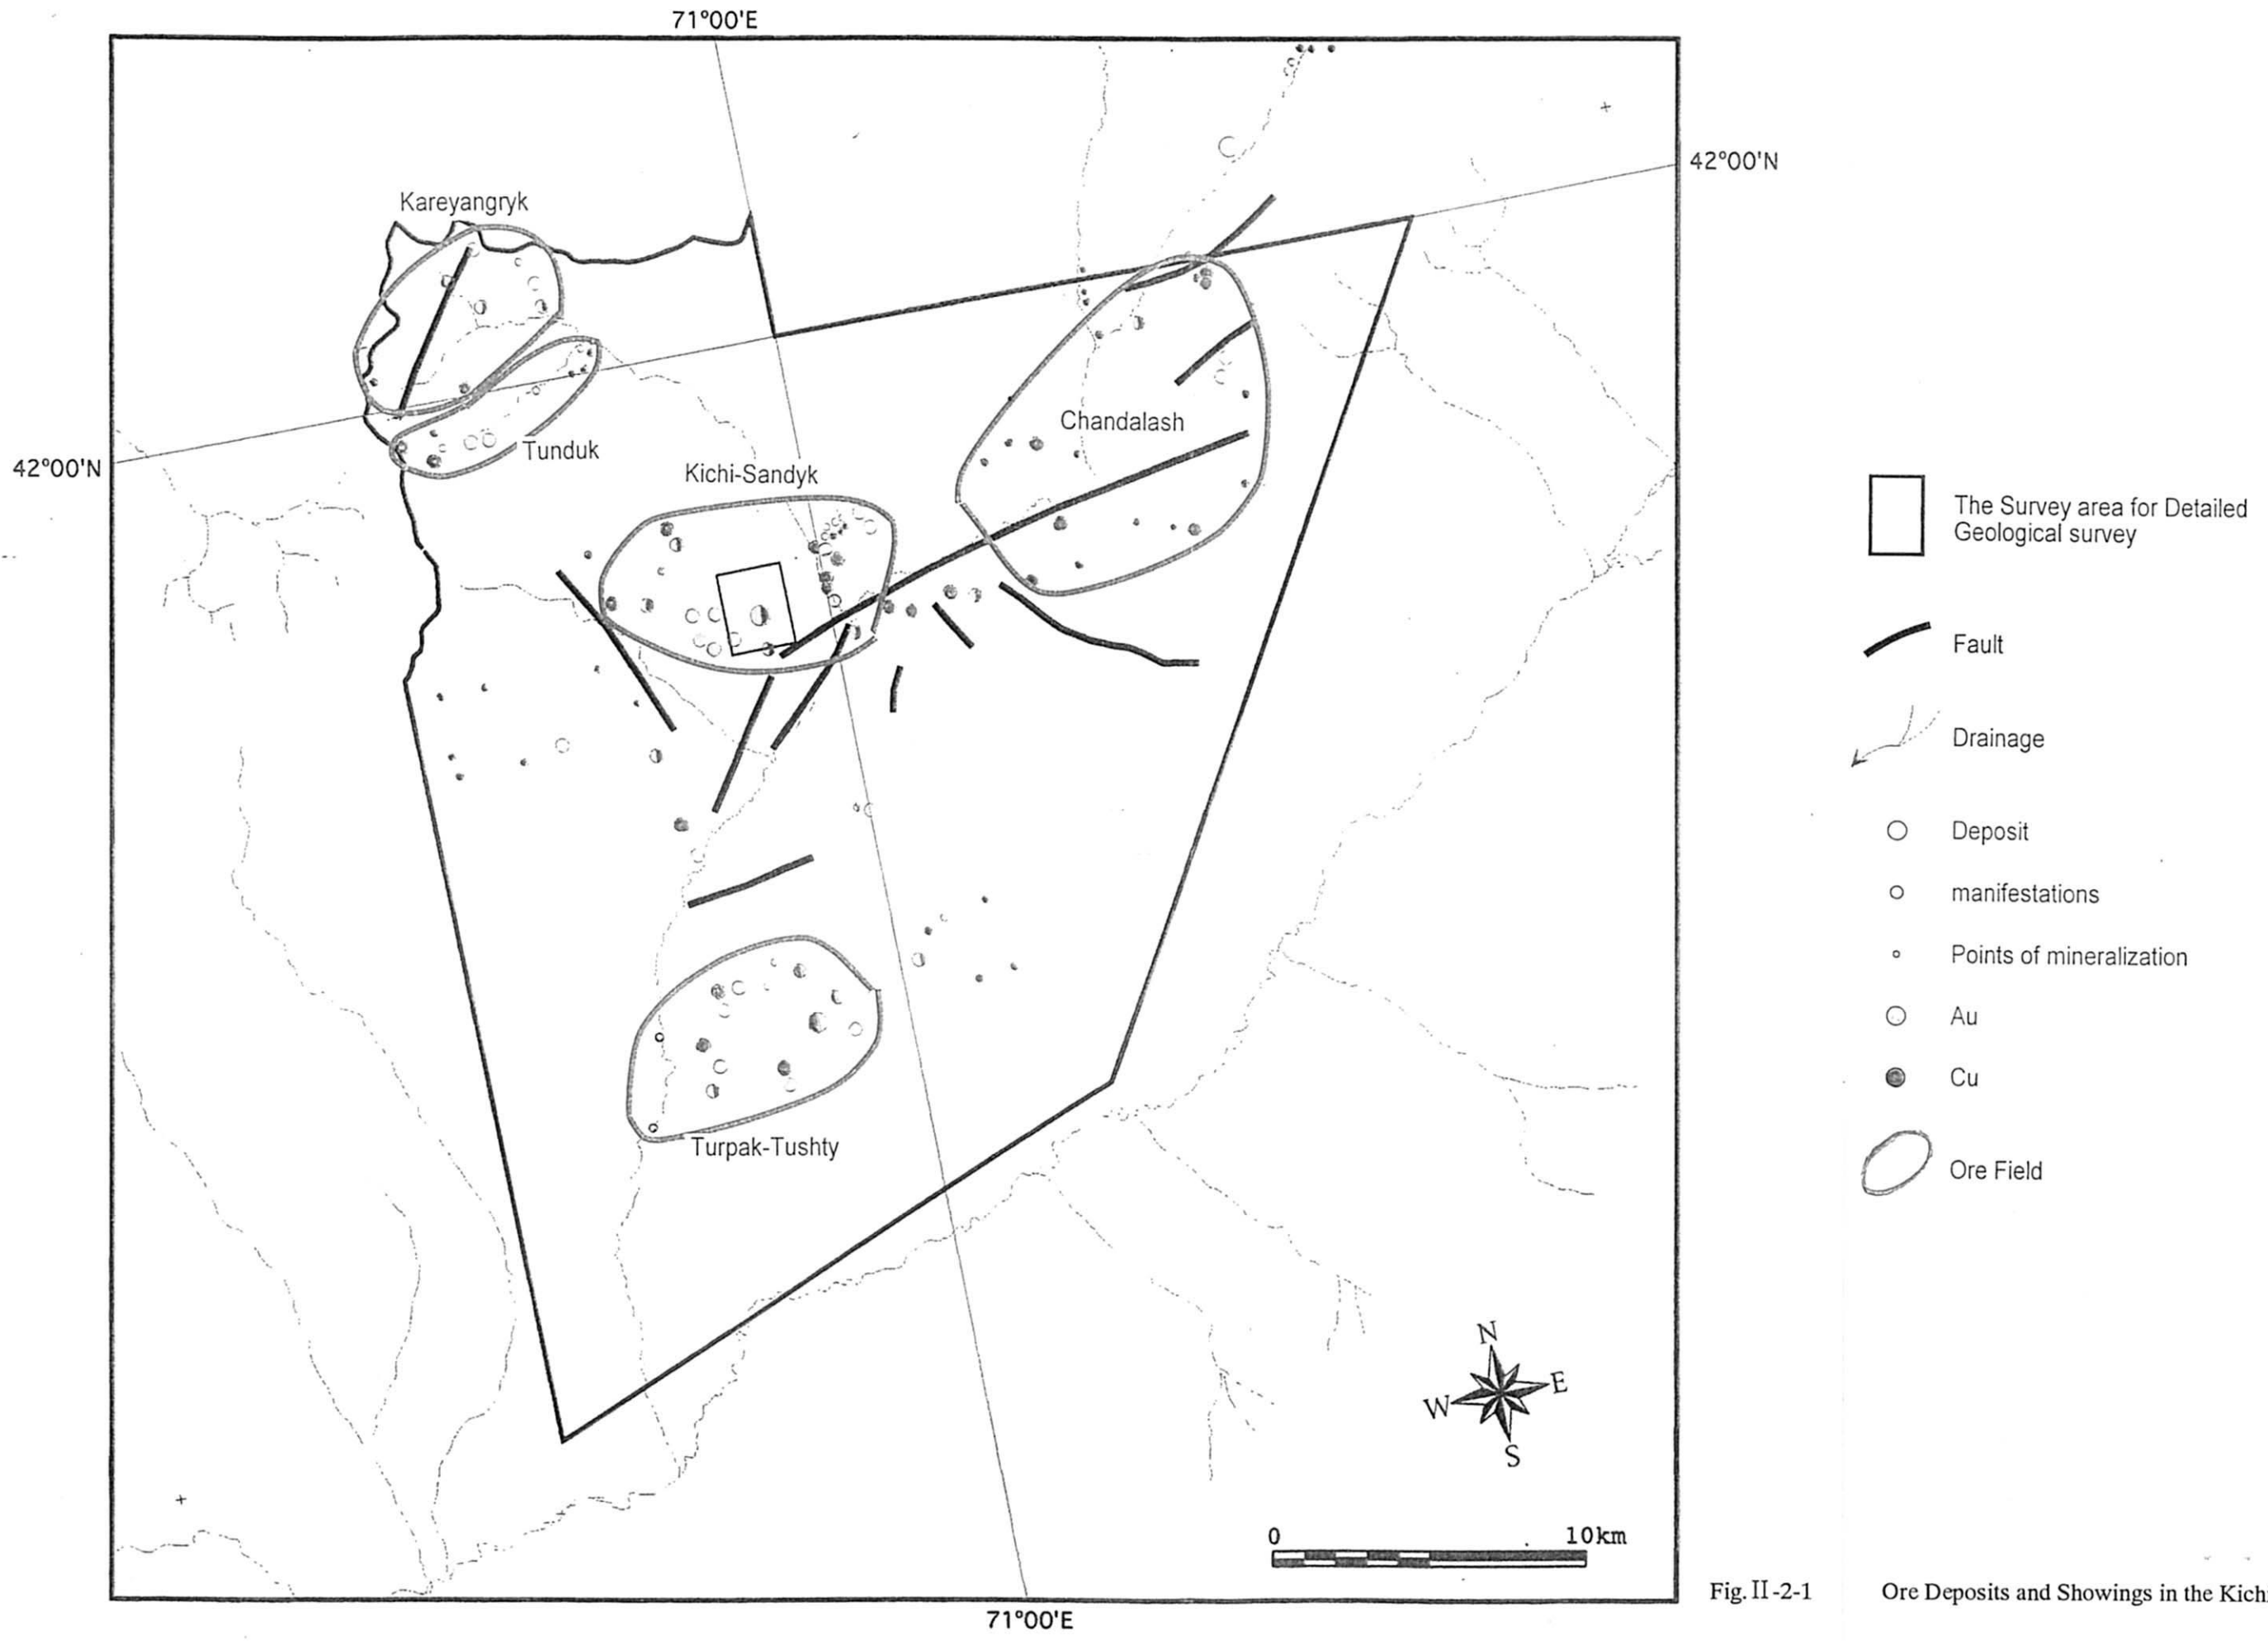 71°00'E
42°00'N
Kareyangryk
Chandalash
Tunduk
42°00'N
Kichi-Sandyk
The Survey area for Detailed
Geological survey
Fault
Drainage
Deposit
manifestations
Points of mineralization
Au
Cu
Turpak-Tushty
Ore Field
N
E
W
S
0 10km
Fig. II-2-1 Ore Deposits and Showings in the Kich
71°00'E